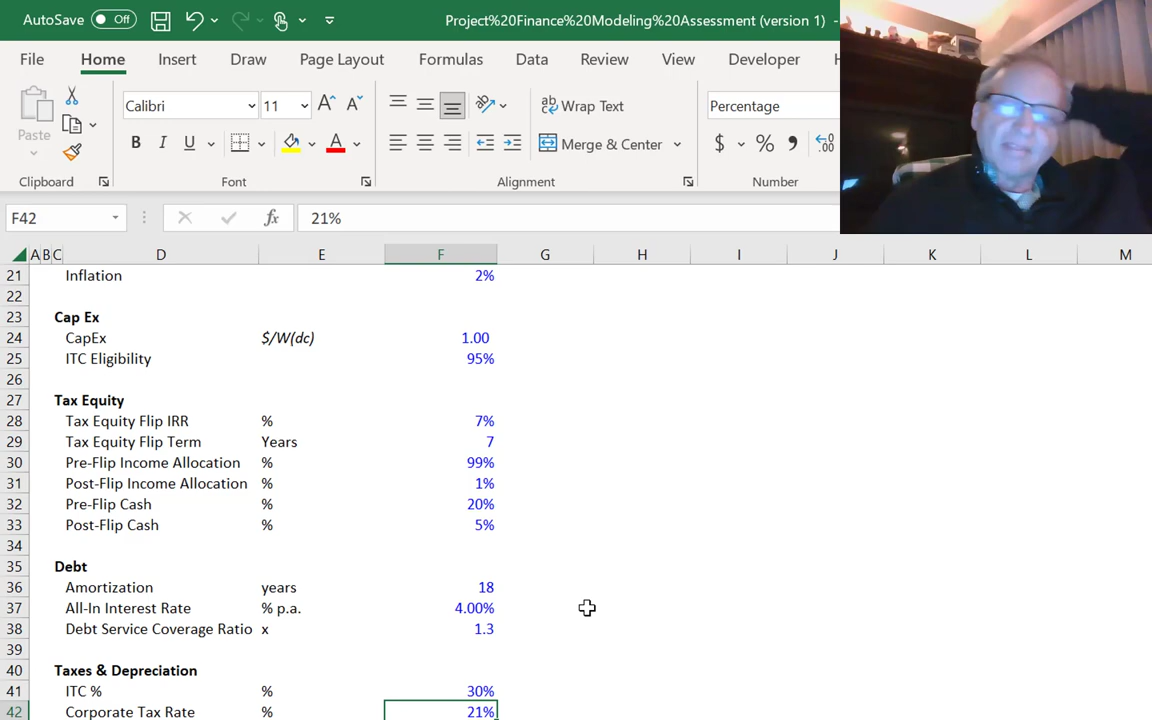 AutoSave Off Project%20Finance%20Modeling%20Assessment (version 1) -
File Home Insert Draw Page Layout Formulas Data Review View Developer
Paste
Calibri 11 A A Wrap Text Percentage
B I U A Merge & Center $ % , .00
Clipboard Font Alignment Number
F42 fx 21%
A B C D E F G H I J K L M
21 Inflation 2%
22
23 Cap Ex
24 CapEx $/W(dc) 1.00
25 ITC Eligibility 95%
26
27 Tax Equity
28 Tax Equity Flip IRR % 7%
29 Tax Equity Flip Term Years 7
30 Pre-Flip Income Allocation % 99%
31 Post-Flip Income Allocation % 1%
32 Pre-Flip Cash % 20%
33 Post-Flip Cash % 5%
34
35 Debt
36 Amortization years 18
37 All-In Interest Rate % p.a. 4.00%
38 Debt Service Coverage Ratio x 1.3
39
40 Taxes & Depreciation
41 ITC % % 30%
42 Corporate Tax Rate % 21%